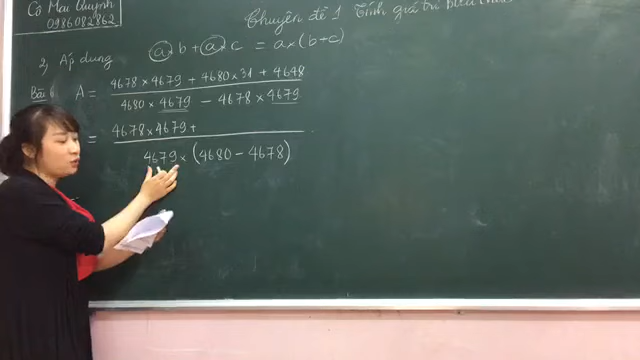 Cô Mai Quỳnh
0986082862
Chuyên đề 1 Tính giá trị biểu thức
2, Áp dụng a × b + a × c = a × (b + c)
Bài 6 A = 4678 × 4679 + 4680 × 31 + 4648
4680 × 4679 − 4678 × 4679
= 4678 × 4679 +
4679 × (4680 − 4678)